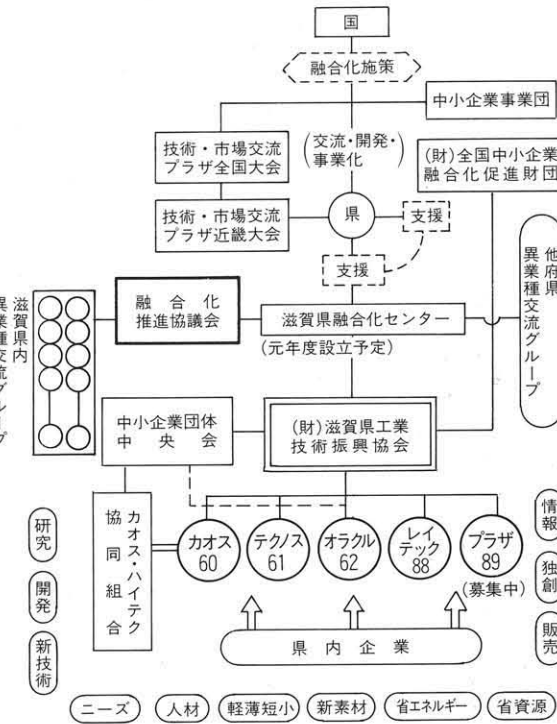 国
融合化施策
中小企業事業団
技術・市場交流
プラザ全国大会
(交流・開発・
事業化)
(財)全国中小企業
融合化促進財団
技術・市場交流
プラザ近畿大会
県
支援
支援
他府県
異業種交流グループ
滋賀県内
異業種交流グループ
融合化
推進協議会
滋賀県融合化センター
(元年度設立予定)
中小企業団体
中央会
(財)滋賀県工業
技術振興協会
カオス・ハイテク
協同組合
カオス
60
テクノス
61
オラクル
62
レイ
テック
88
プラザ
89
(募集中)
研究
開発
新技術
情報
独創
販売
県内企業
ニーズ
人材
軽薄短小
新素材
省エネルギー
省資源